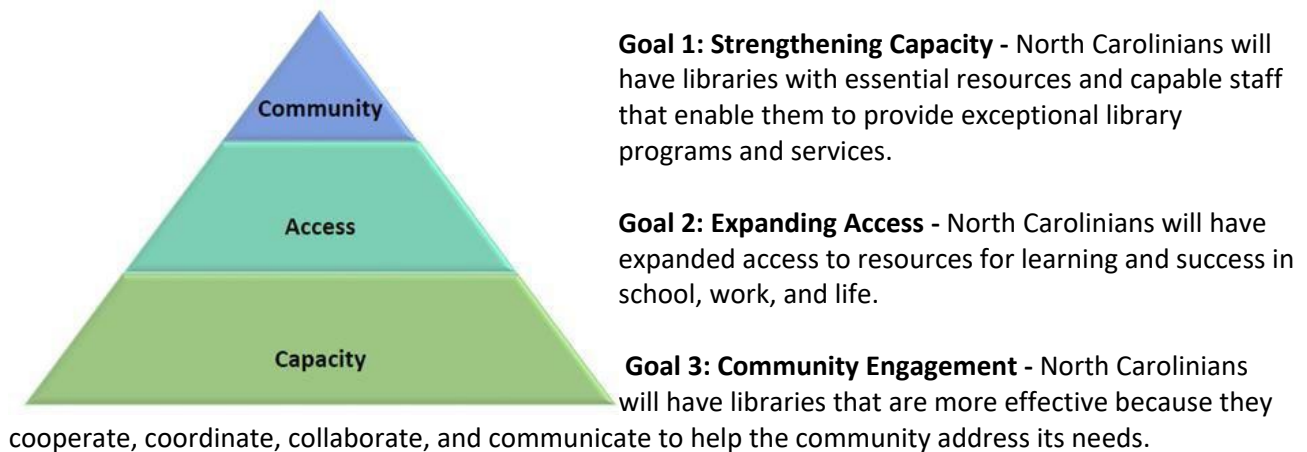 Community
Access
Capacity
Goal 1: Strengthening Capacity - North Carolinians will
have libraries with essential resources and capable staff
that enable them to provide exceptional library
programs and services.
Goal 2: Expanding Access - North Carolinians will have
expanded access to resources for learning and success in
school, work, and life.
Goal 3: Community Engagement - North Carolinians
will have libraries that are more effective because they
cooperate, coordinate, collaborate, and communicate to help the community address its needs.